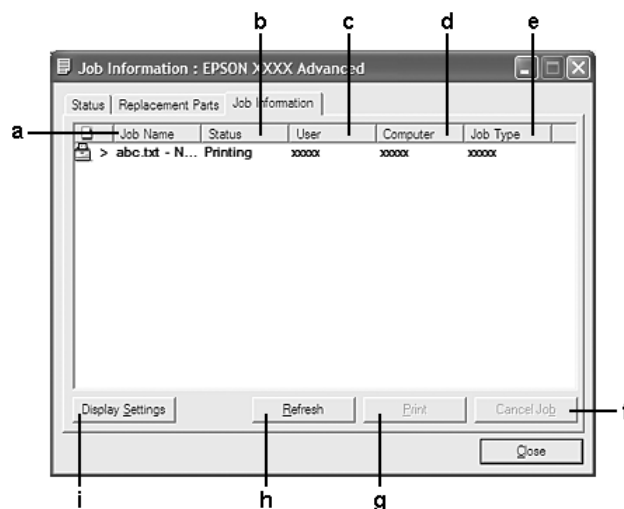 b c d e
Job Information : EPSON XXXX Advanced
Status Replacement Parts Job Information
a
Job Name Status User Computer Job Type
> abc.txt - N... Printing xxxxx xxxxx xxxxx
Display Settings Refresh Print Cancel Job
f
Close
i h g